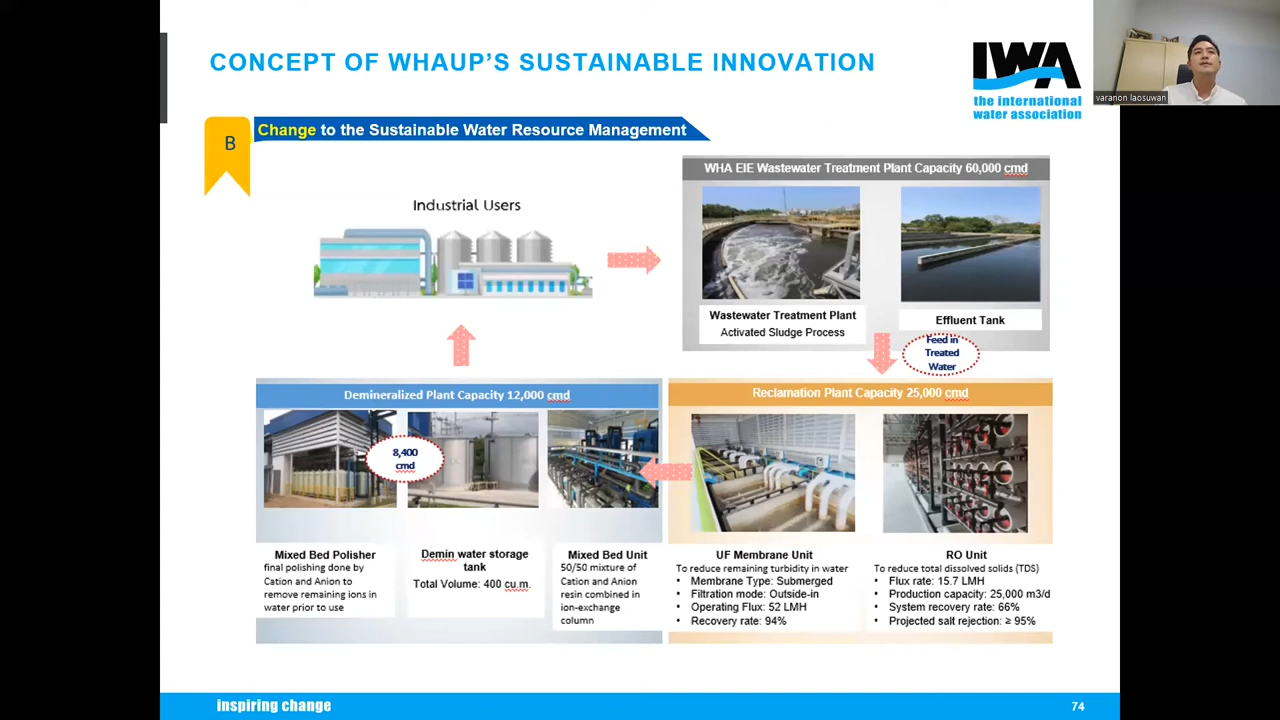 CONCEPT OF WHAUP'S SUSTAINABLE INNOVATION
IWA
the international
water association
varanon laosuwan
B
Change to the Sustainable Water Resource Management
Industrial Users
WHA EIE Wastewater Treatment Plant Capacity 60,000 cmd
Wastewater Treatment Plant
Activated Sludge Process
Effluent Tank
Feed in
Treated
Water
Demineralized Plant Capacity 12,000 cmd
8,400
cmd
Mixed Bed Polisher
final polishing done by
Cation and Anion to
remove remaining ions in
water prior to use
Demin water storage
tank
Total Volume: 400 cu.m.
Mixed Bed Unit
50/50 mixture of
Cation and Anion
resin combined in
ion-exchange
column
Reclamation Plant Capacity 25,000 cmd
UF Membrane Unit
To reduce remaining turbidity in water
• Membrane Type: Submerged
• Filtration mode: Outside-in
• Operating Flux: 52 LMH
• Recovery rate: 94%
RO Unit
To reduce total dissolved solids (TDS)
• Flux rate: 15.7 LMH
• Production capacity: 25,000 m3/d
• System recovery rate: 66%
• Projected salt rejection: ≥ 95%
inspiring change
74